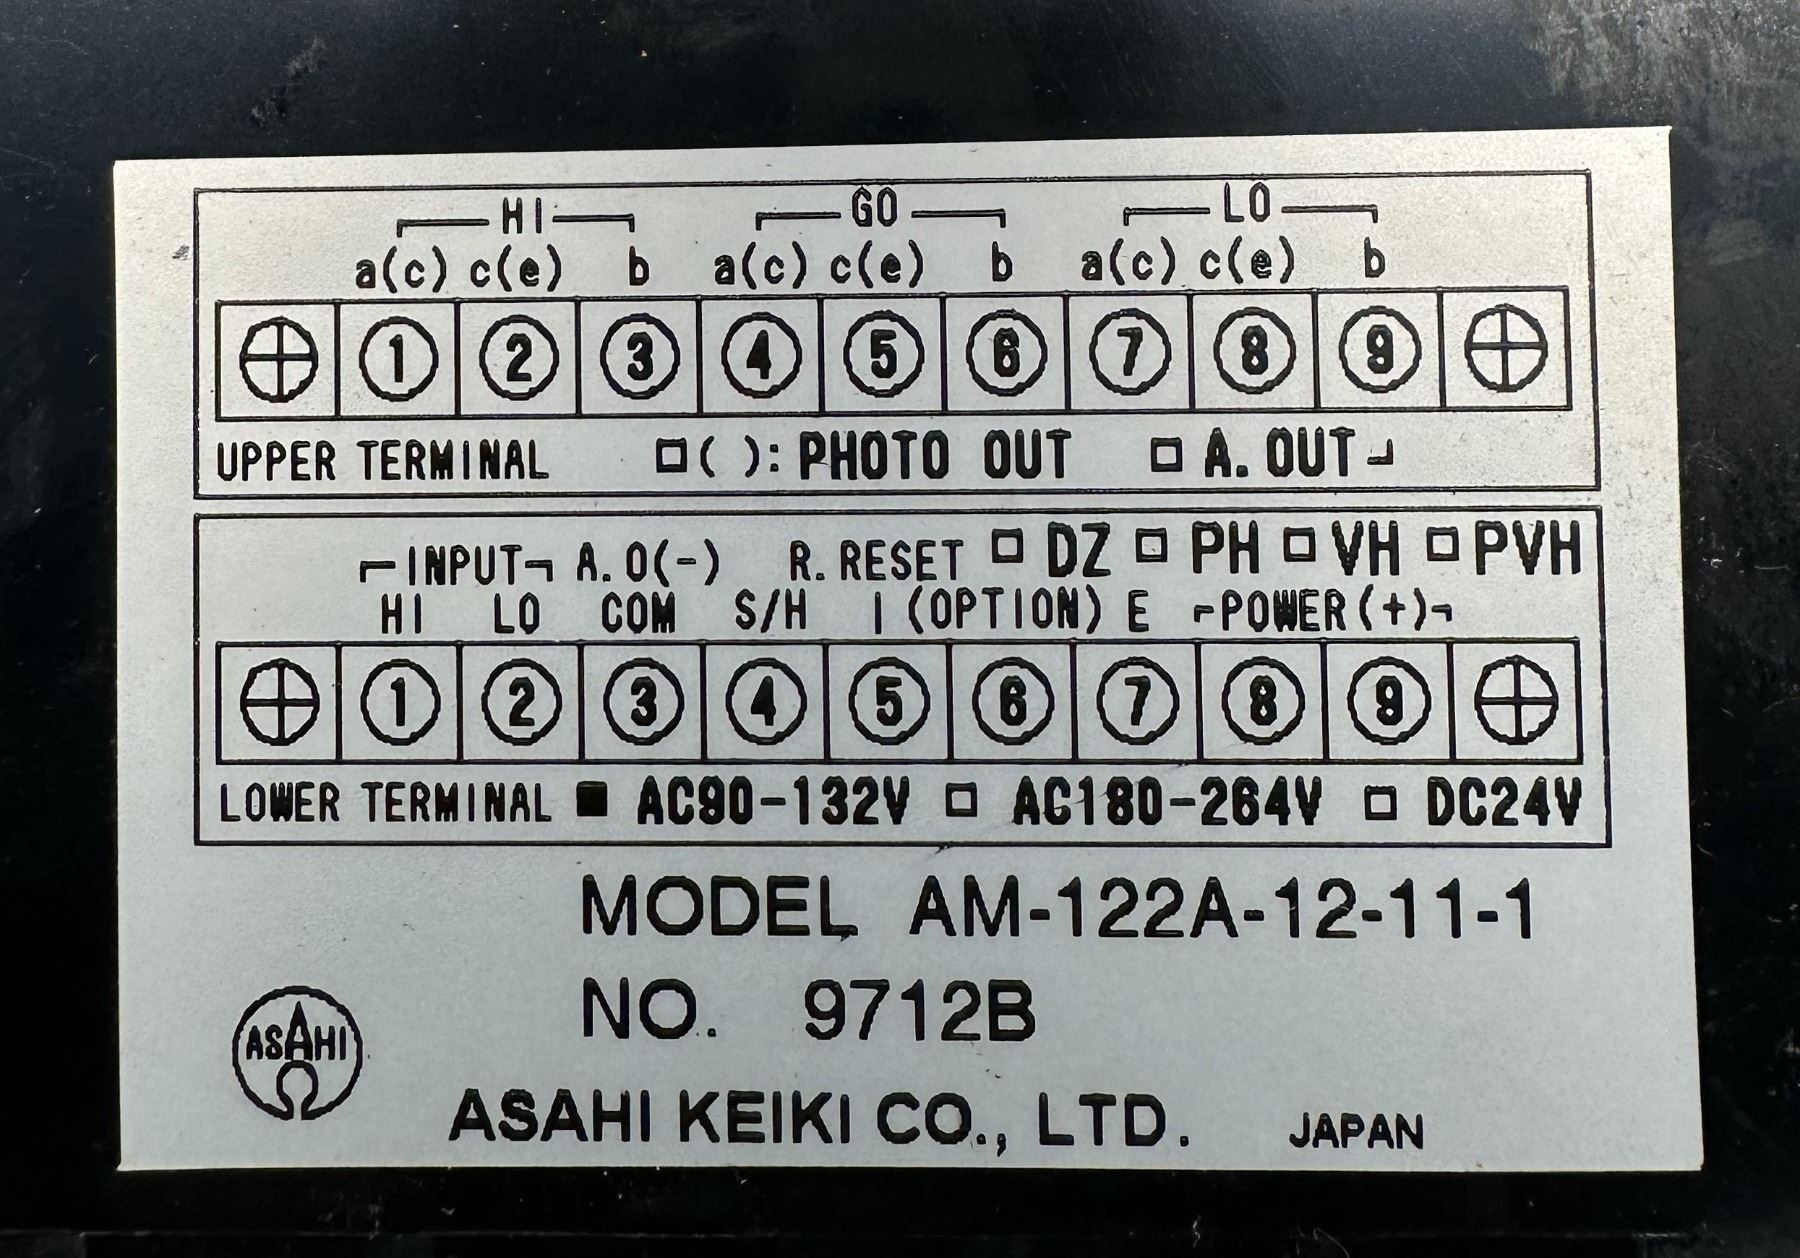 HI GO LO
a(c) c(e) b a(c) c(e) b a(c) c(e) b
1 2 3 4 5 6 7 8 9
UPPER TERMINAL □( ): PHOTO OUT □ A. OUT
INPUT A. O(-) R. RESET □ DZ □ PH □ VH □ PVH
HI LO COM S/H I (OPTION) E POWER(+)
1 2 3 4 5 6 7 8 9
LOWER TERMINAL ■ AC90-132V □ AC180-264V □ DC24V
MODEL AM-122A-12-11-1
NO. 9712B
ASAHI
ASAHI KEIKI CO., LTD. JAPAN